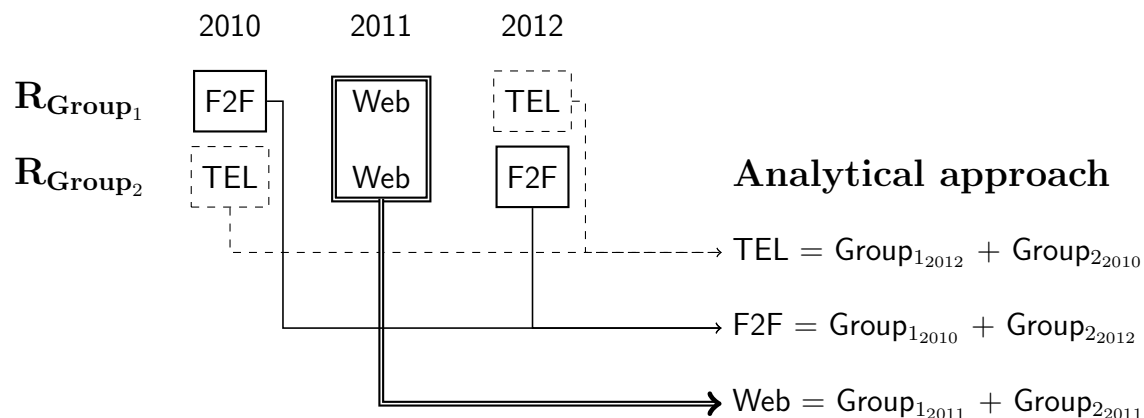 2010 2011 2012
R_Group_1 F2F Web TEL
R_Group_2 TEL Web F2F
Analytical approach
TEL = Group_1_2012 + Group_2_2010
F2F = Group_1_2010 + Group_2_2012
Web = Group_1_2011 + Group_2_2011